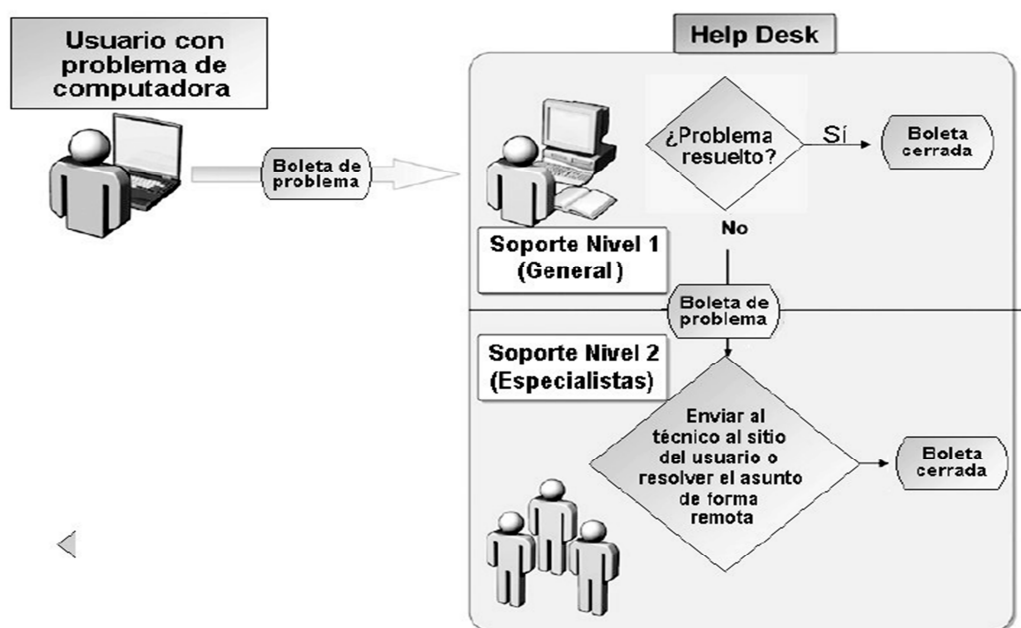 Usuario con
problema de
computadora
Help Desk
Boleta de
problema
¿Problema
resuelto?
Sí
Boleta
cerrada
No
Soporte Nivel 1
(General)
Boleta de
problema
Soporte Nivel 2
(Especialistas)
Enviar al
técnico al sitio
del usuario o
resolver el asunto
de forma
remota
Boleta
cerrada